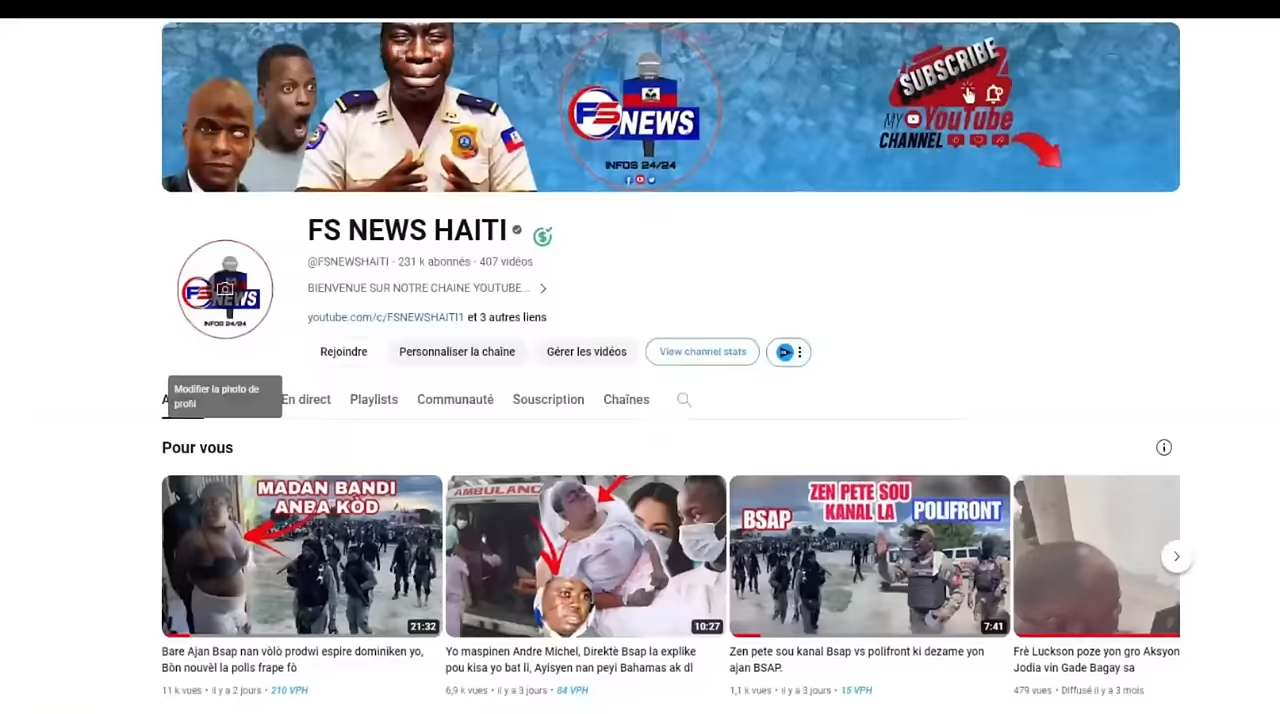 SUBSCRIBE
MY YouTube
CHANNEL
FS NEWS
INFOS 24/24
FS NEWS HAITI
@FSNEWSHAITI · 231 k abonnés · 407 vidéos
BIENVENUE SUR NOTRE CHAINE YOUTUBE...
FS NEWS
INFOS 24/24
youtube.com/c/FSNEWSHAITI1 et 3 autres liens
Rejoindre Personnaliser la chaîne Gérer les vidéos View channel stats
Modifier la photo de
profil
A En direct Playlists Communauté Souscription Chaînes
Pour vous
MADAN BANDI
ANBA KÒD
21:32
AMBULANC
10:27
ZEN PETE SOU
KANAL LA
BSAP
POLIFRONT
7:41
Bare Ajan Bsap nan vòlò prodwi espire dominiken yo,
Bòn nouvèl la polis frape fò
11 k vues • il y a 2 jours • 210 VPH
Yo maspinen Andre Michel, Direktè Bsap la explike
pou kisa yo bat li, Ayisyen nan peyi Bahamas ak dl
6,9 k vues • il y a 3 jours • 84 VPH
Zen pete sou kanal Bsap vs polifront ki dezame yon
ajan BSAP.
1,1 k vues • il y a 3 jours • 15 VPH
Frè Luckson poze yon gro Aksyon
Jodia vin Gade Bagay sa
479 vues • Diffusé il y a 3 mois